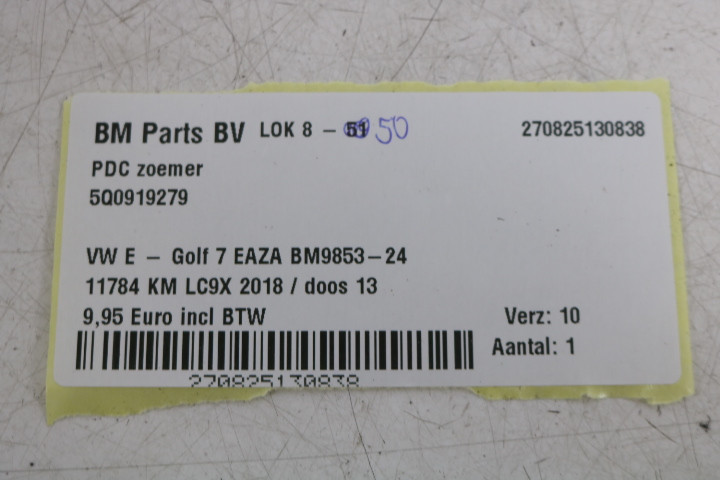 BM Parts BV LOK 8 - 51 50 270825130838
PDC zoemer
5Q0919279
VW E - Golf 7 EAZA BM9853-24
11784 KM LC9X 2018 / doos 13
9,95 Euro incl BTW Verz: 10
Aantal: 1
270825130838